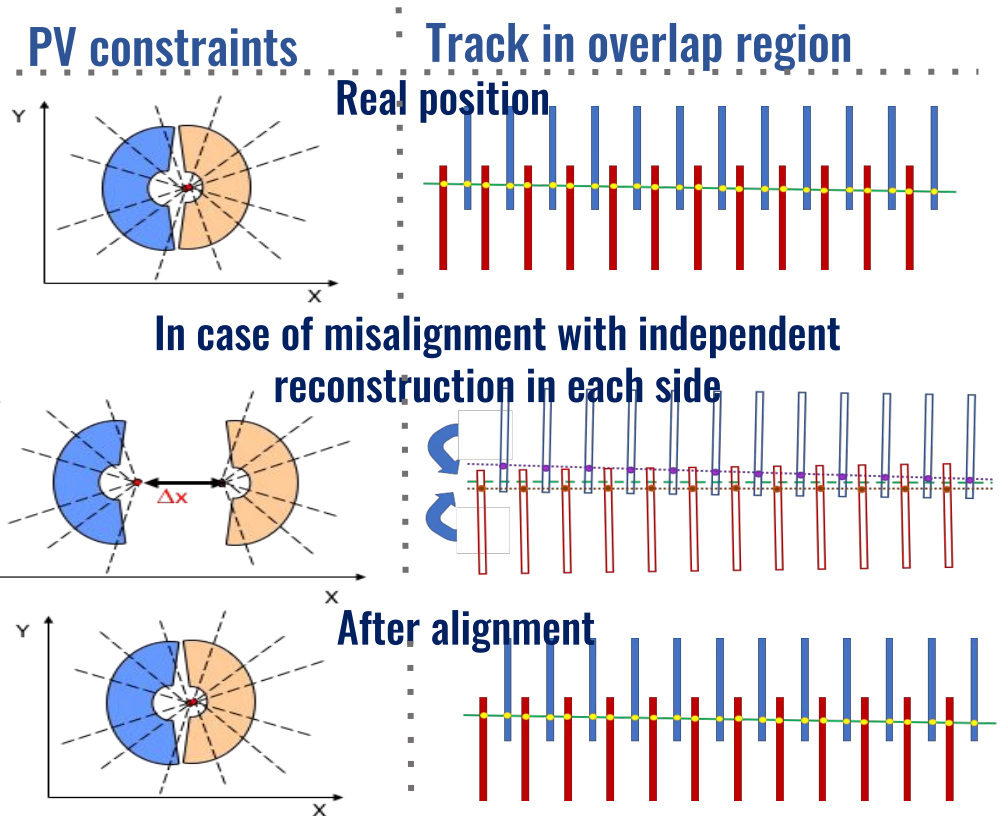 PV constraints
Track in overlap region
Real position
Y
X
In case of misalignment with independent
reconstruction in each side
Δx
X
After alignment
Y
X